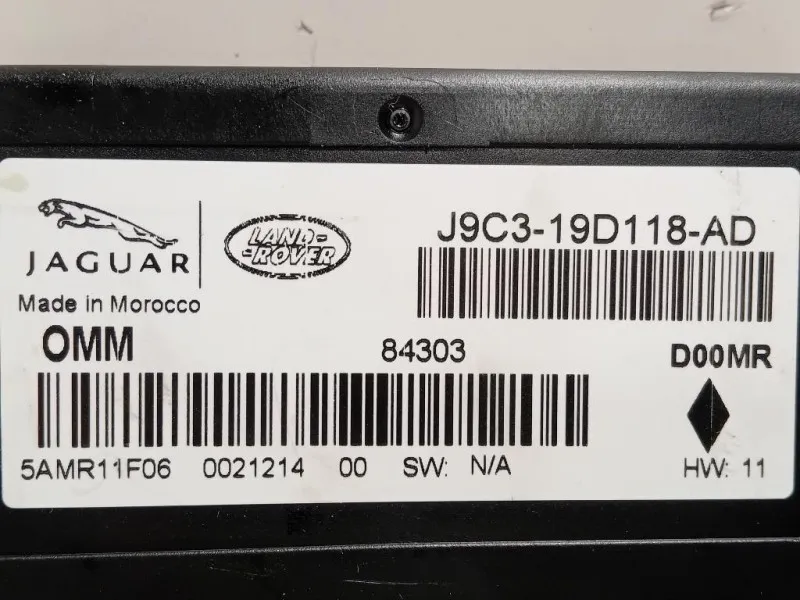 JAGUAR
LAND-
-ROVER
J9C3-19D118-AD
Made in Morocco
OMM 84303 D00MR
5AMR11F06 0021214 00 SW: N/A HW: 11